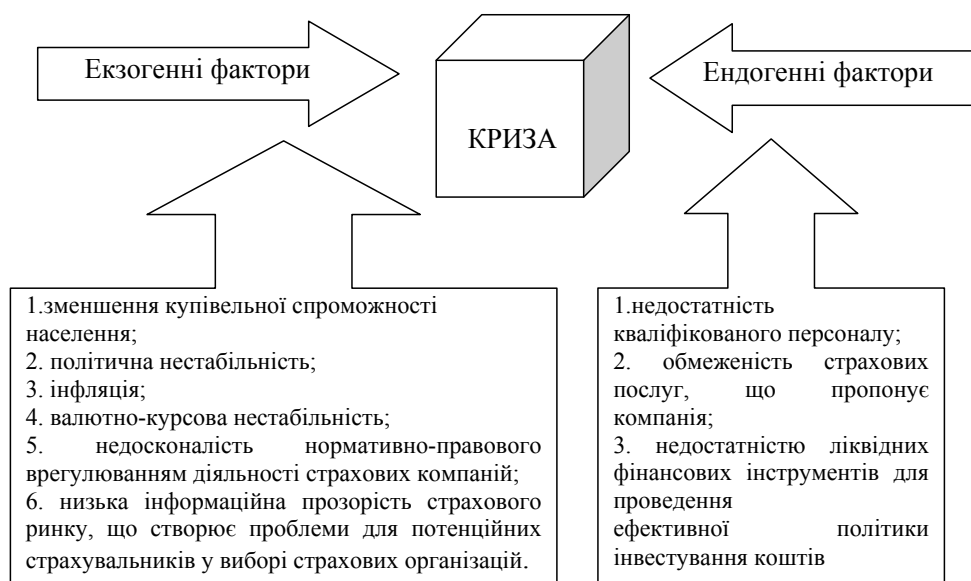 Екзогенні фактори
КРИЗА
Ендогенні фактори
1.зменшення купівельної спроможності
населення;
2. політична нестабільність;
3. інфляція;
4. валютно-курсова нестабільність;
5. недосконалість нормативно-правового
врегулюванням діяльності страхових компаній;
6. низька інформаційна прозорість страхового
ринку, що створює проблеми для потенційних
страхувальників у виборі страхових організацій.
1.недостатність
кваліфікованого персоналу;
2. обмеженість страхових
послуг, що пропонує
компанія;
3. недостатністю ліквідних
фінансових інструментів для
проведення
ефективної політики
інвестування коштів